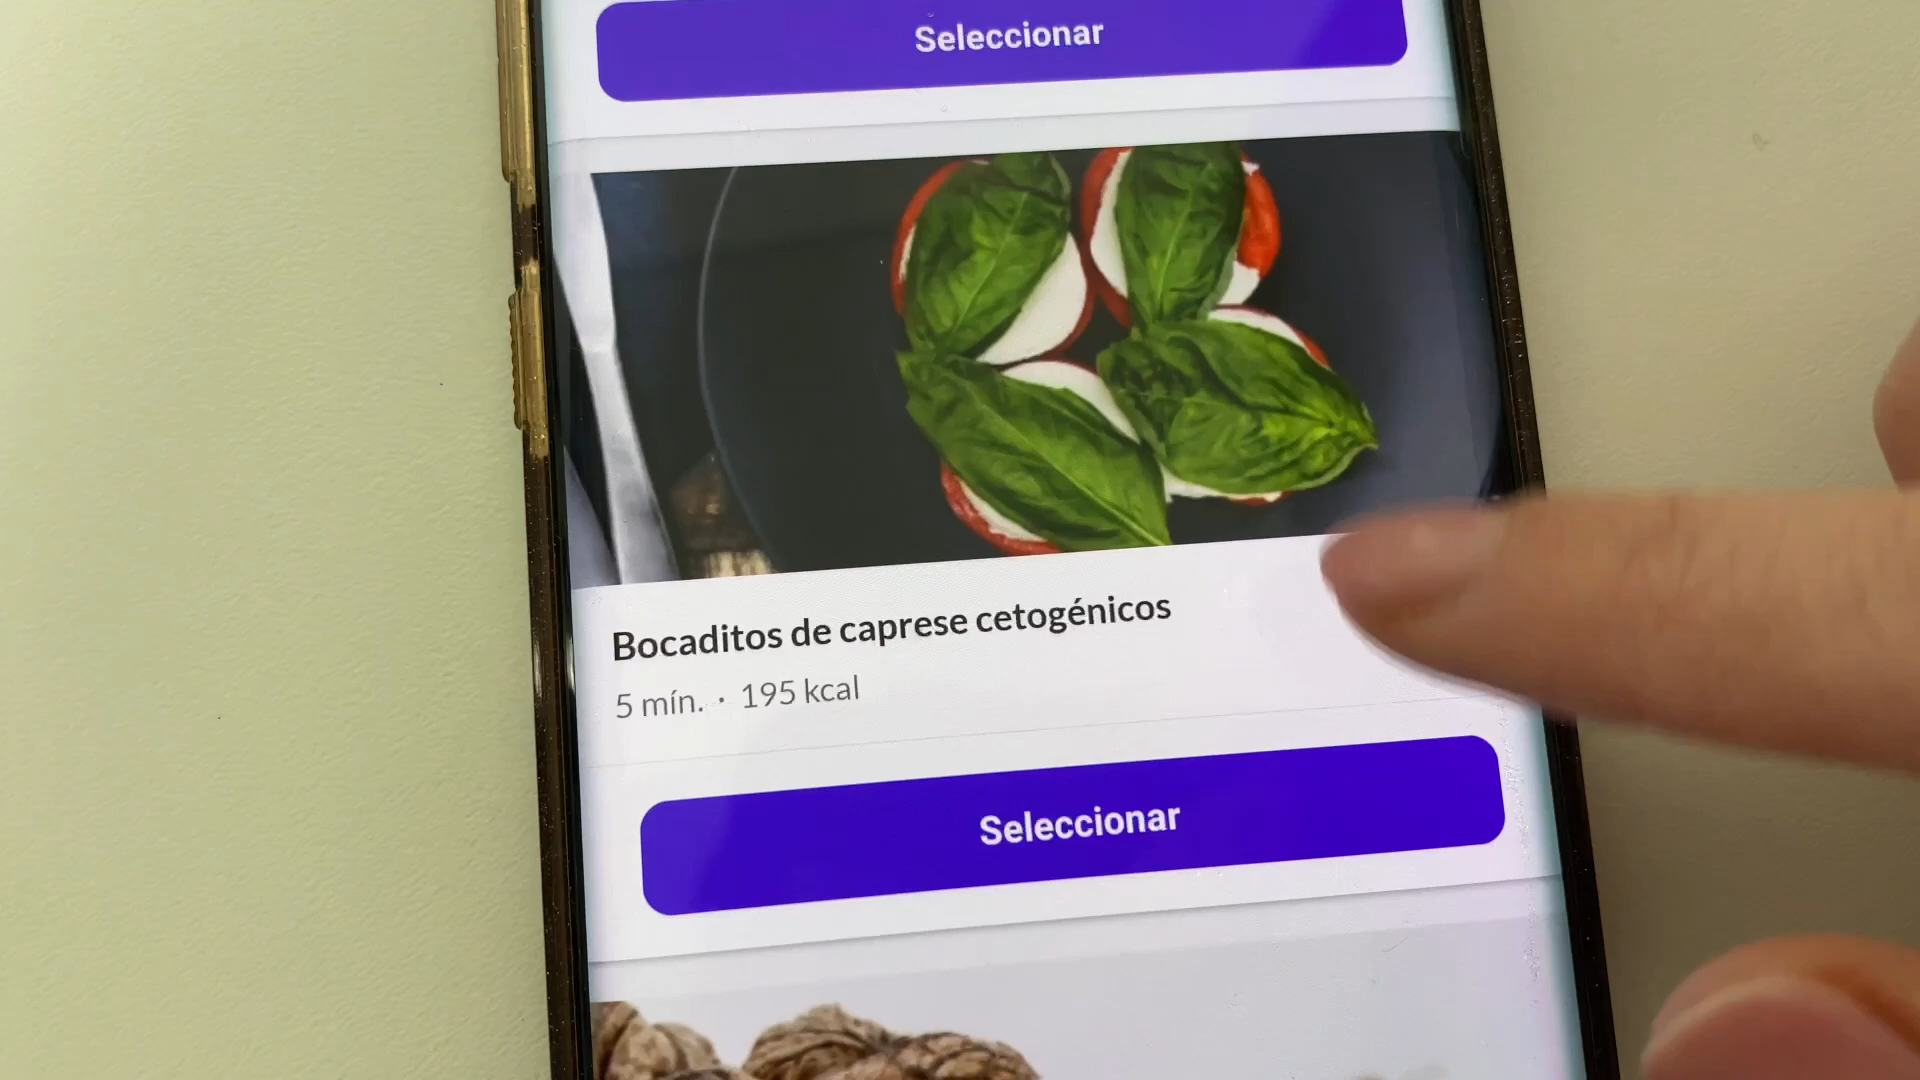 Seleccionar
Bocaditos de caprese cetogénicos
5 mín. · 195 kcal
Seleccionar